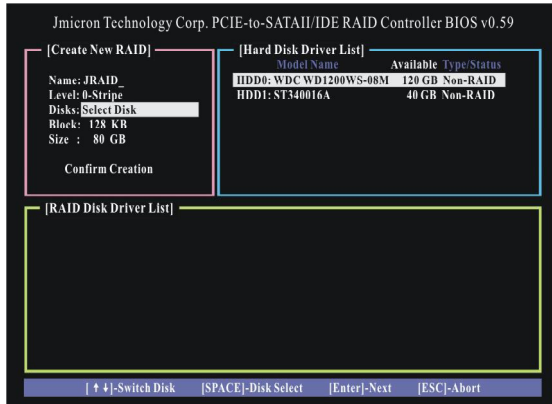 Jmicron Technology Corp. PCIE-to-SATAII/IDE RAID Controller BIOS v0.59
[Create New RAID]
Name: JRAID_
Level: 0-Stripe
Disks: Select Disk
Block: 128 KB
Size : 80 GB
Confirm Creation
[Hard Disk Driver List]
Model Name Available Type/Status
HDD0: WDC WD1200WS-08M 120 GB Non-RAID
HDD1: ST340016A 40 GB Non-RAID
[RAID Disk Driver List]
[↑↓]-Switch Disk [SPACE]-Disk Select [Enter]-Next [ESC]-Abort